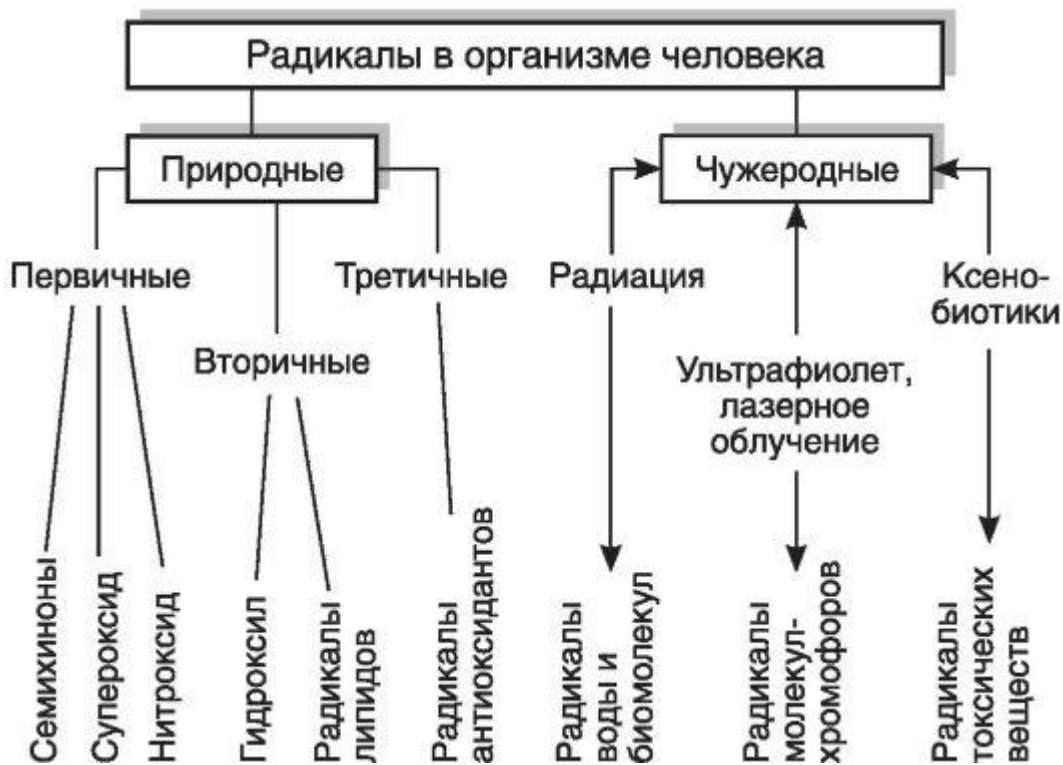 Радикалы в организме человека
Природные
Чужеродные
Первичные
Третичные
Радиация
Ксено-
биотики
Вторичные
Ультрафиолет,
лазерное
облучение
Семихиноны
Супероксид
Нитроксид
Гидроксил
Радикалы
липидов
Радикалы
антиоксидантов
Радикалы
воды и
биомолекул
Радикалы
молекул-
хромофоров
Радикалы
токсических
веществ